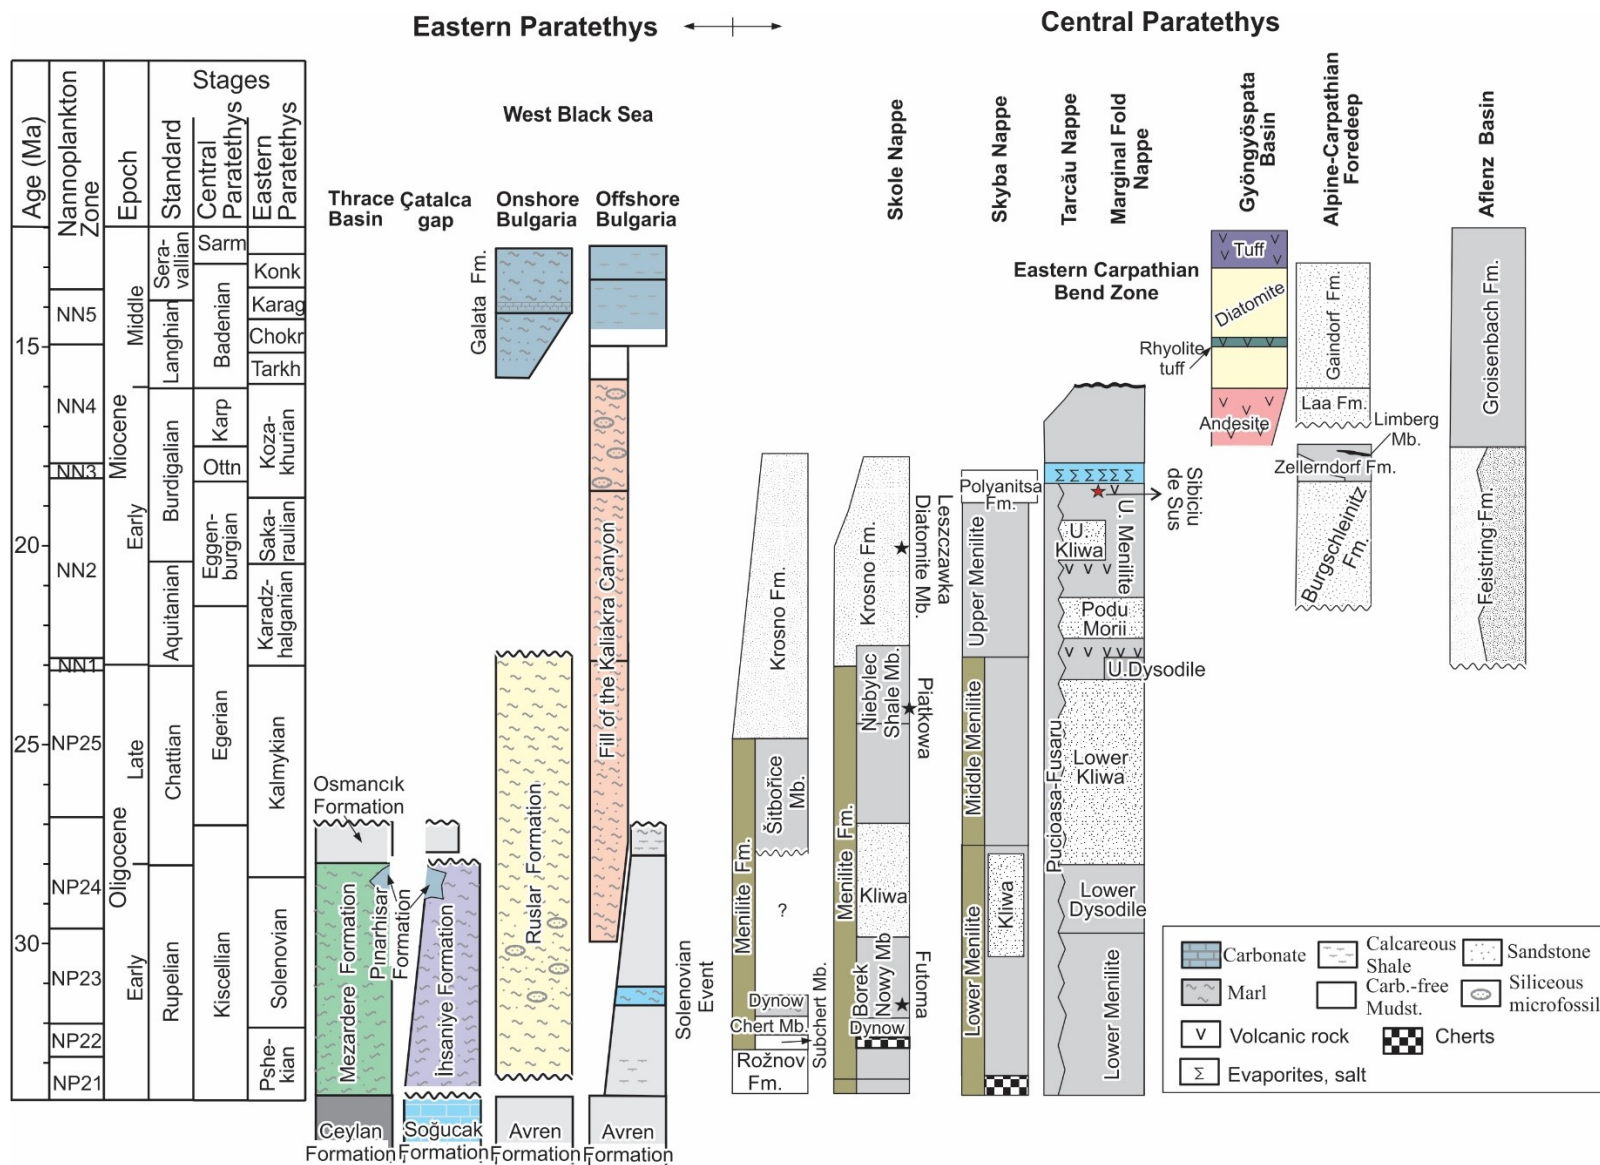 Eastern Paratethys
Central Paratethys
Age (Ma)
Nannoplankton
Zone
Epoch
Stages
Standard
Central
Paratethys
Eastern
Paratethys
West Black Sea
Thrace
Basin
Çatalca
gap
Onshore
Bulgaria
Offshore
Bulgaria
Skole Nappe
Skyba Nappe
Tarcău Nappe
Marginal Fold
Nappe
Gyöngyöspata
Basin
Alpine-Carpathian
Foredeep
Aflenz Basin
Eastern Carpathian
Bend Zone
15
20
25
30
NN5
NN4
NN3
NN2
NN1
NP25
NP24
NP23
NP22
NP21
Middle
Miocene
Early
Late
Oligocene
Early
Sera-
vallian
Langhian
Burdigalian
Aquitanian
Chattian
Rupelian
Sarm
Badenian
Karp
Ottn
Eggen-
burgian
Egerian
Kiscellian
Konk
Karag
Chokr
Tarkh
Koza-
khurian
Saka-
raulian
Karadz-
halganian
Kalmykian
Solenovian
Pshe-
kian
Osmancık
Formation
Mezardere Formation
Pınarhisar
Formation
İhsaniye Formation
Ceylan
Formation
Soğucak
Formation
Galata Fm.
Ruslar Formation
Avren
Formation
Fill of the Kaliakra Canyon
Avren
Formation
Solenovian
Event
Krosno Fm.
Menilite Fm.
Šitbořice
Mb.
?
Dynow
Chert Mb.
Subchert Mb.
Rožnov
Fm.
Krosno Fm.
Leszczawka
Diatomite Mb.
Menilite Fm.
Niebylec
Shale Mb.
Piatkowa
Kliwa
Borek
Nowy Mb
Futoma
Dynow
Polyanitsa
Fm.
Upper Menilite
Middle Menilite
Lower Menilite
Kliwa
Sibiciu
de Sus
U. Menilite
U.
Kliwa
Podu
Morii
U.Dysodile
Pucioasa-Fusaru
Lower
Kliwa
Lower
Dysodile
Lower Menilite
Tuff
Diatomite
Rhyolite
tuff
Andesite
Gaindorf Fm.
Laa Fm.
Limberg
Mb.
Zellerndorf Fm.
Burgschleinitz
Fm.
Groisenbach Fm.
Feistring Fm.
Carbonate
Calcareous
Shale
Sandstone
Marl
Carb.-free
Mudst.
Siliceous
microfossil
Volcanic rock
Cherts
Evaporites, salt